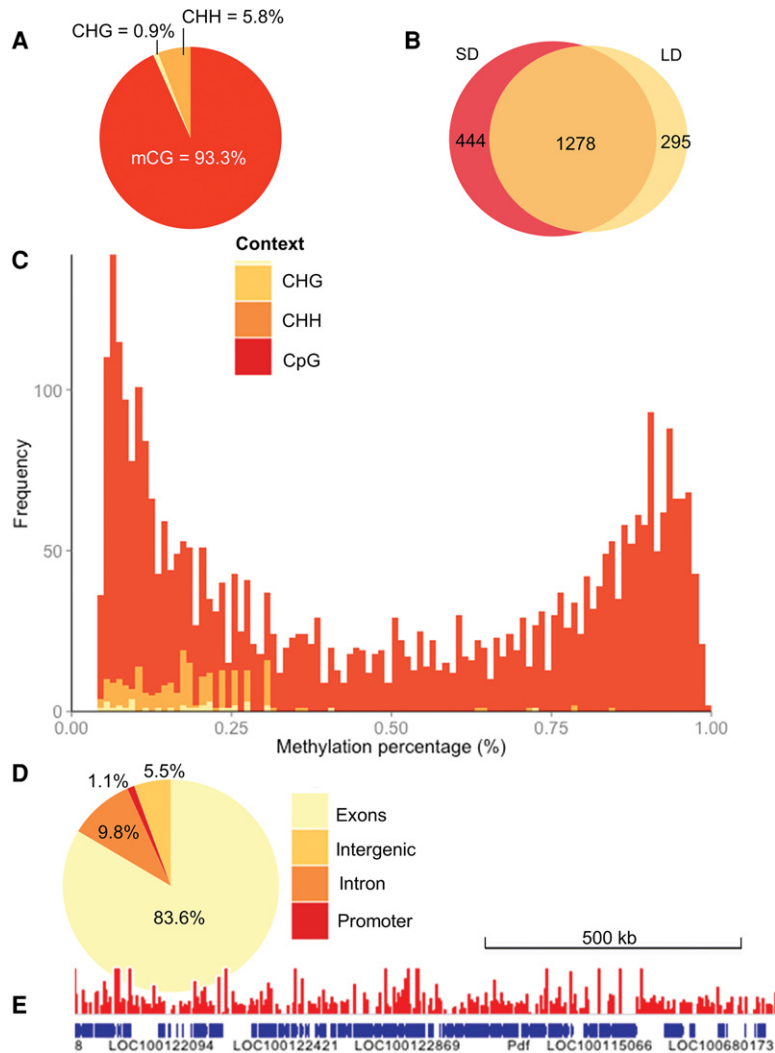 A
CHG = 0.9%
CHH = 5.8%
mCG = 93.3%
B
SD
LD
444
1278
295
C
Context
CHG
CHH
CpG
Frequency
100
50
0
0.00
0.25
0.50
0.75
1.00
Methylation percentage (%)
D
1.1%
5.5%
9.8%
83.6%
Exons
Intergenic
Intron
Promoter
500 kb
E
8 LOC100122094 LOC100122421 LOC100122869 Pdf LOC100115066 LOC100680173